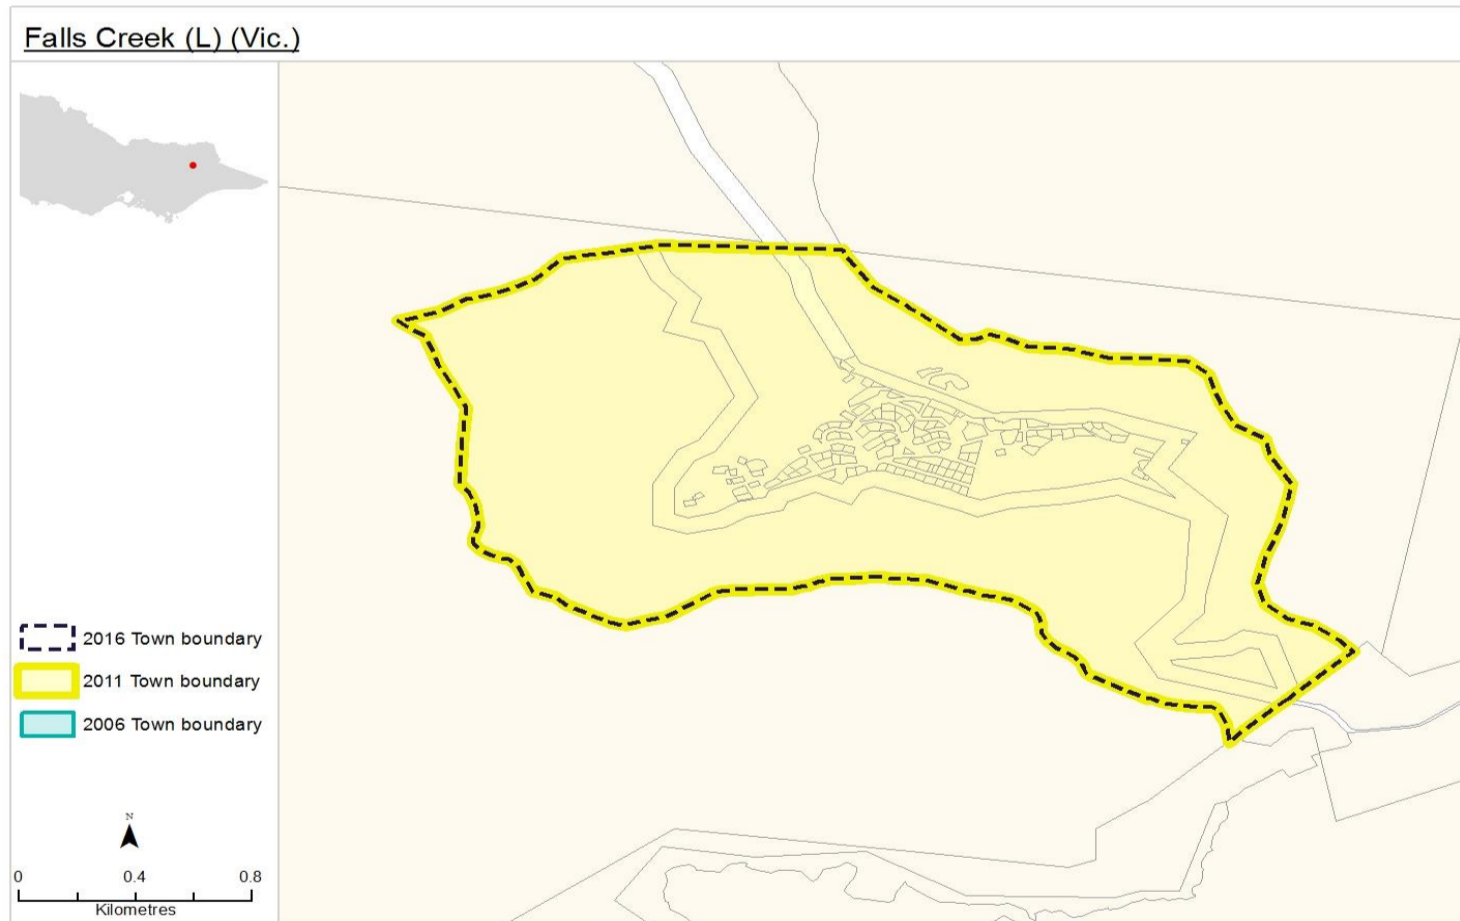 Falls Creek (L) (Vic.)
2016 Town boundary
2011 Town boundary
2006 Town boundary
N
0 0.4 0.8
Kilometres